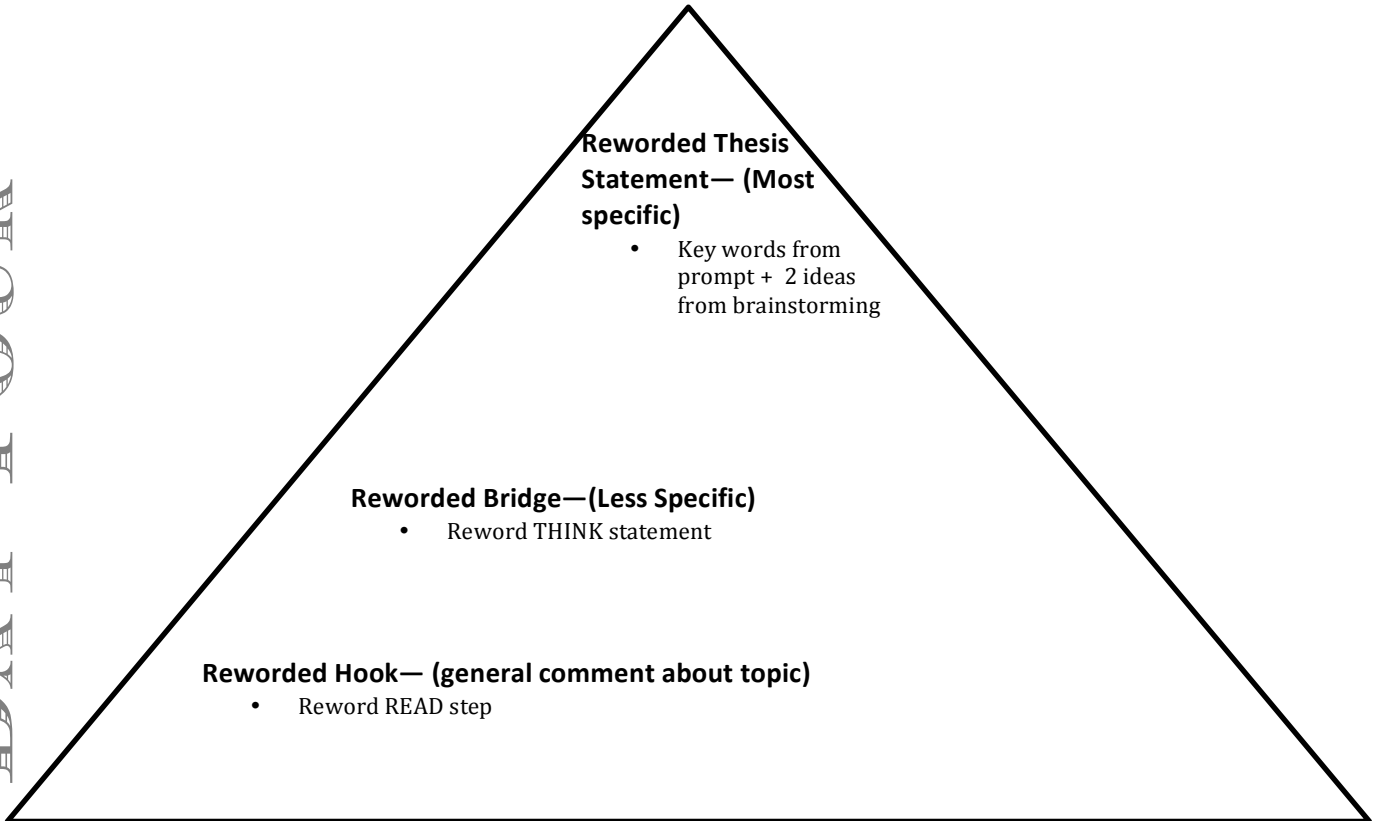 Reworded Thesis
Statement— (Most
specific)
• Key words from
prompt + 2 ideas
from brainstorming
Reworded Bridge—(Less Specific)
• Reword THINK statement
Reworded Hook— (general comment about topic)
• Reword READ step